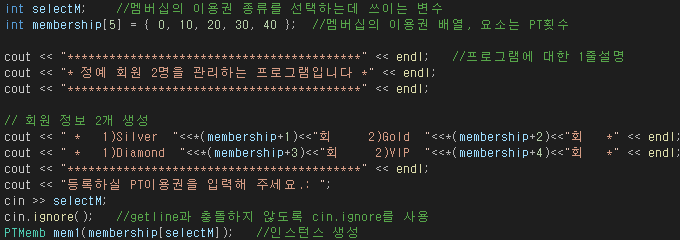 int selectM;    //멤버십의 이용권 종류를 선택하는데 쓰이는 변수
int membership[5] = { 0, 10, 20, 30, 40 };  //멤버십의 이용권 배열, 요소는 PT횟수
cout << "*****************************************" << endl;   //프로그램에 대한 1줄설명
cout << "* 정예 회원 2명을 관리하는 프로그램입니다 *" << endl;
cout << "*****************************************" << endl;
// 회원 정보 2개 생성
cout << " *   1)Silver  "<<*(membership+1)<<"회     2)Gold  "<<*(membership+2)<<"회   *" << endl;
cout << " *   1)Diamond  "<<*(membership+3)<<"회     2)VIP  "<<*(membership+4)<<"회   *" << endl;
cout << "*****************************************" << endl;
cout << "등록하실 PT이용권을 입력해 주세요.: ";
cin >> selectM;
cin.ignore();   //getline과 충돌하지 않도록 cin.ignore를 사용
PTMemb mem1(membership[selectM]);   //인스턴스 생성